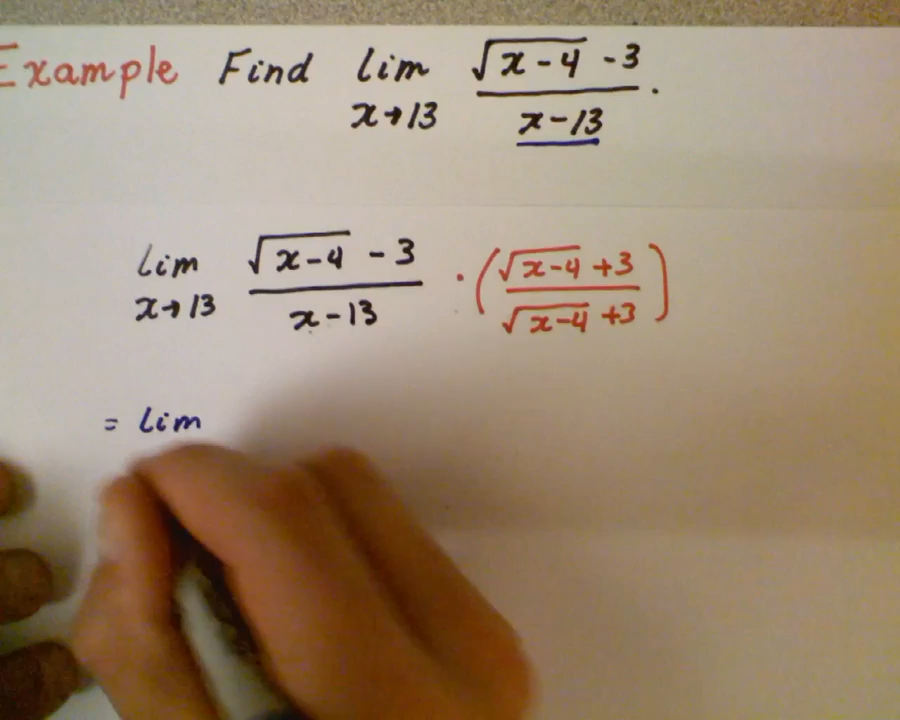 Example Find lim x→13 (√(x-4) -3)/(x-13).
lim x→13 (√(x-4) -3)/(x-13) · ((√(x-4) +3)/(√(x-4) +3))
= lim